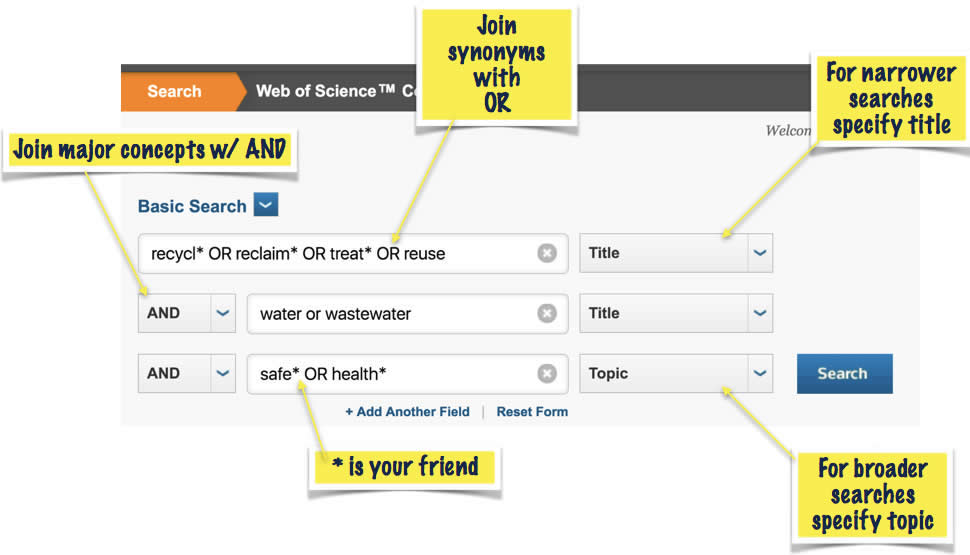 Join
synonyms
with
OR
For narrower
searches
specify title
Search
Web of Science™
Welcom
Join major concepts w/ AND
Basic Search
recycl* OR reclaim* OR treat* OR reuse
Title
AND
water or wastewater
Title
AND
safe* OR health*
Topic
Search
+ Add Another Field | Reset Form
* is your friend
For broader
searches
specify topic